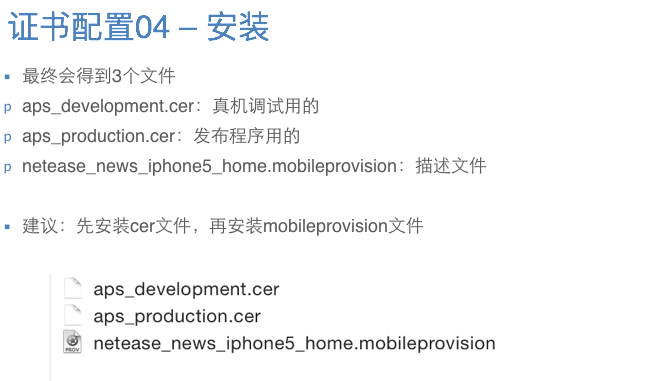 证书配置04 – 安装
▪ 最终会得到3个文件
p aps_development.cer：真机调试用的
p aps_production.cer：发布程序用的
p netease_news_iphone5_home.mobileprovision：描述文件
▪ 建议：先安装cer文件，再安装mobileprovision文件
aps_development.cer
aps_production.cer
PROV netease_news_iphone5_home.mobileprovision